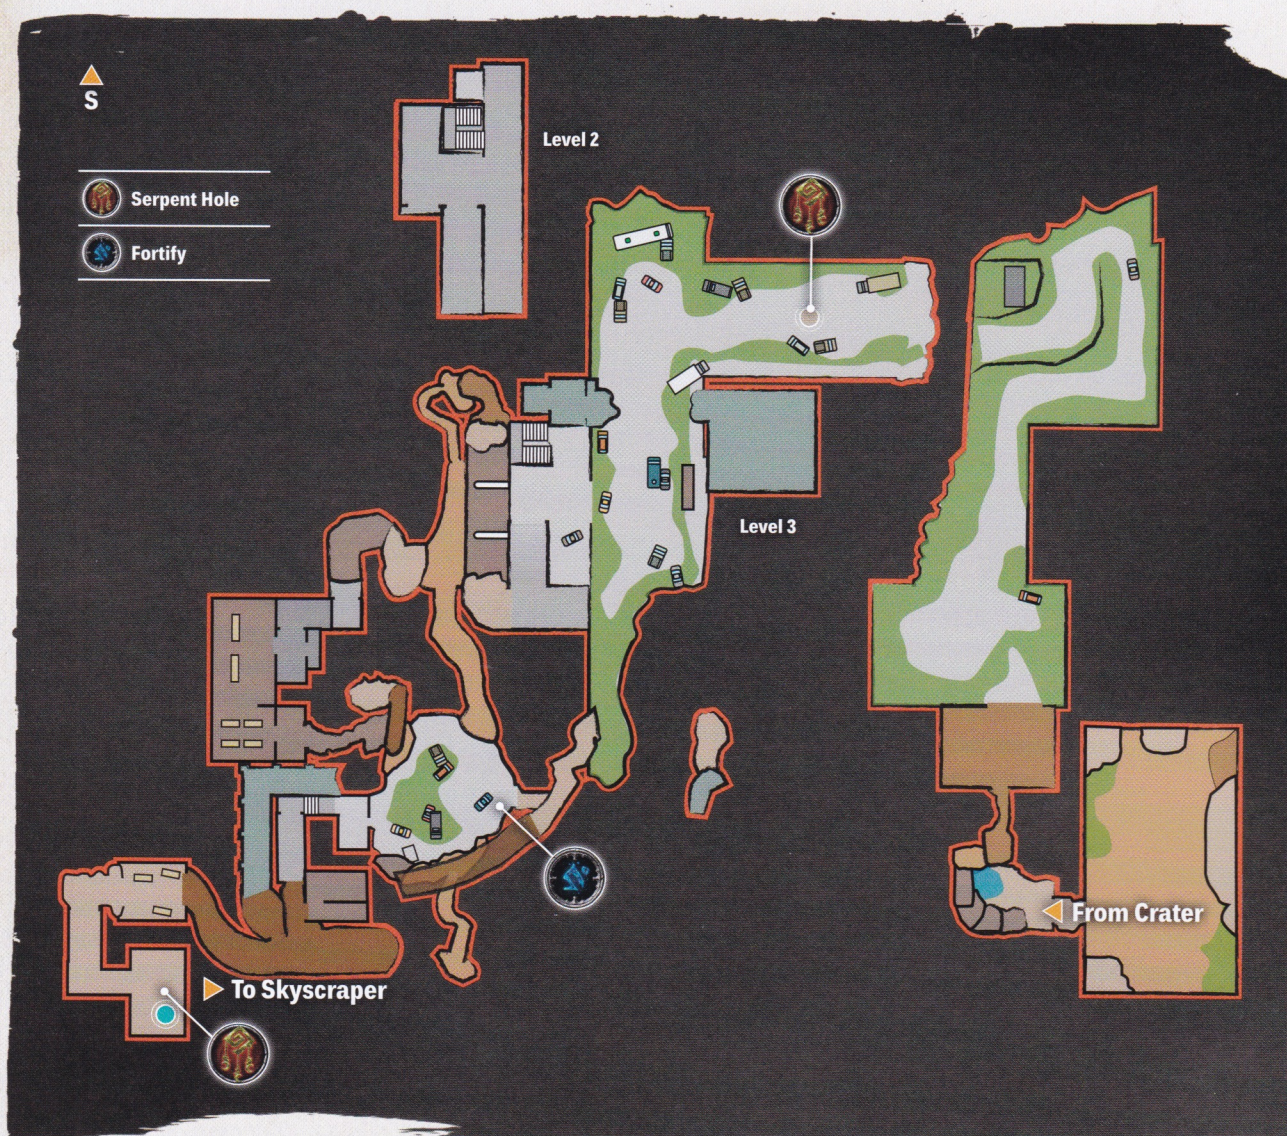 S
Serpent Hole
Fortify
Level 2
Level 3
From Crater
To Skyscraper